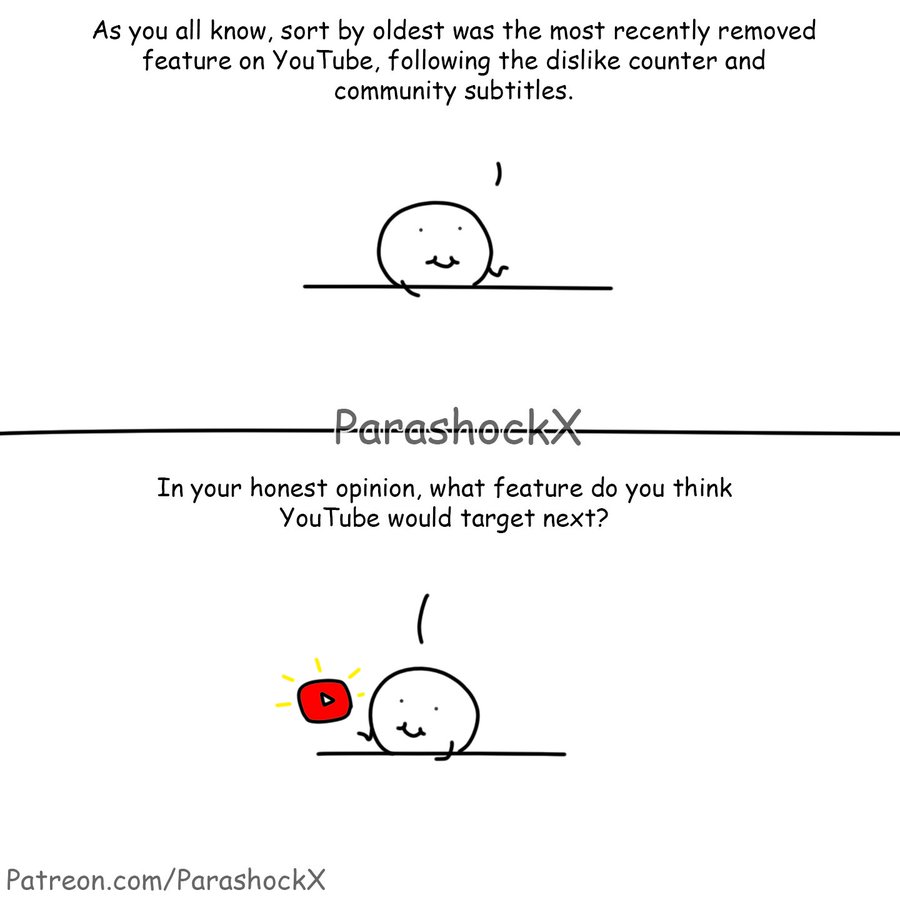 As you all know, sort by oldest was the most recently removed
feature on YouTube, following the dislike counter and
community subtitles.
ParashockX
In your honest opinion, what feature do you think
YouTube would target next?
Patreon.com/ParashockX